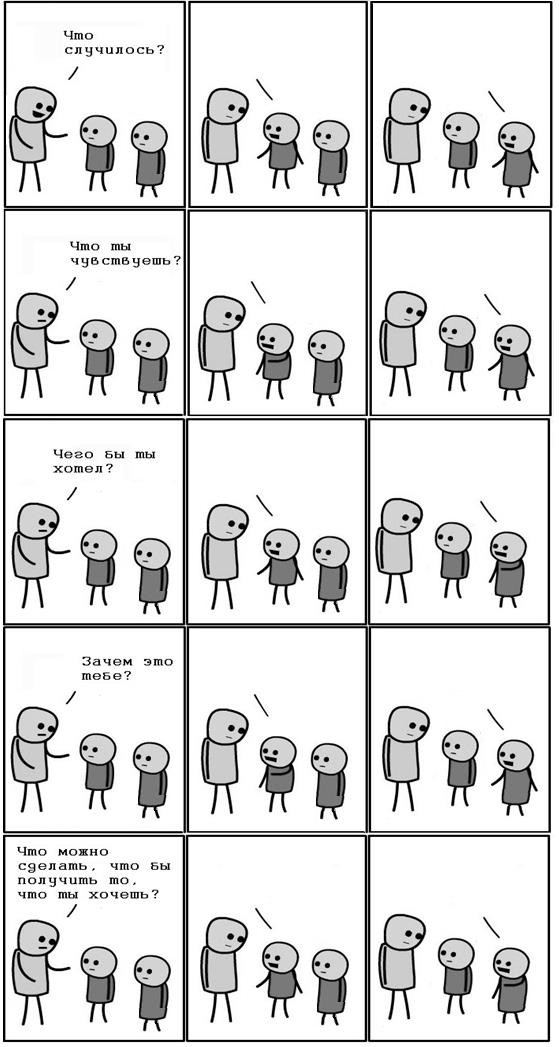 Что
случилось?
Что ты
чувствуешь?
Чего бы ты
хотел?
Зачем это
тебе?
Что можно
сделать, что бы
получить то,
что ты хочешь?